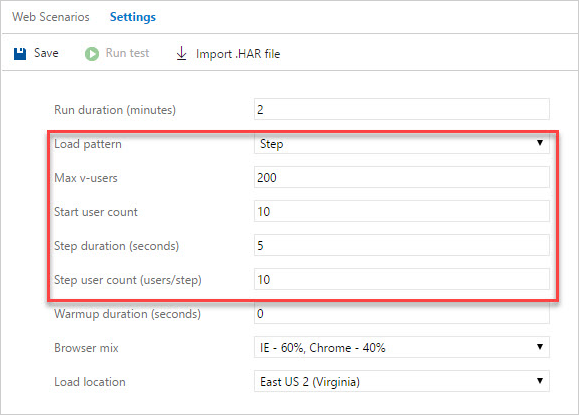 Web Scenarios Settings
Save Run test Import .HAR file
Run duration (minutes) 2
Load pattern Step
Max v-users 200
Start user count 10
Step duration (seconds) 5
Step user count (users/step) 10
Warmup duration (seconds) 0
Browser mix IE - 60%, Chrome - 40%
Load location East US 2 (Virginia)